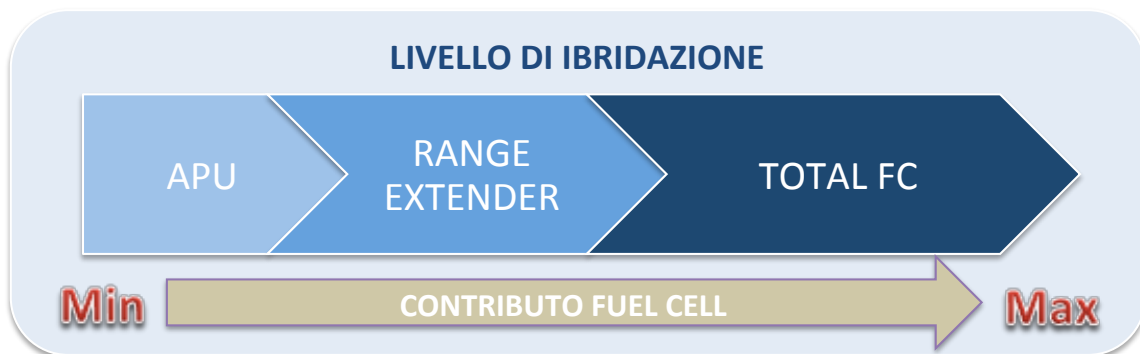 LIVELLO DI IBRIDAZIONE
APU
RANGE
EXTENDER
TOTAL FC
Min
CONTRIBUTO FUEL CELL
Max